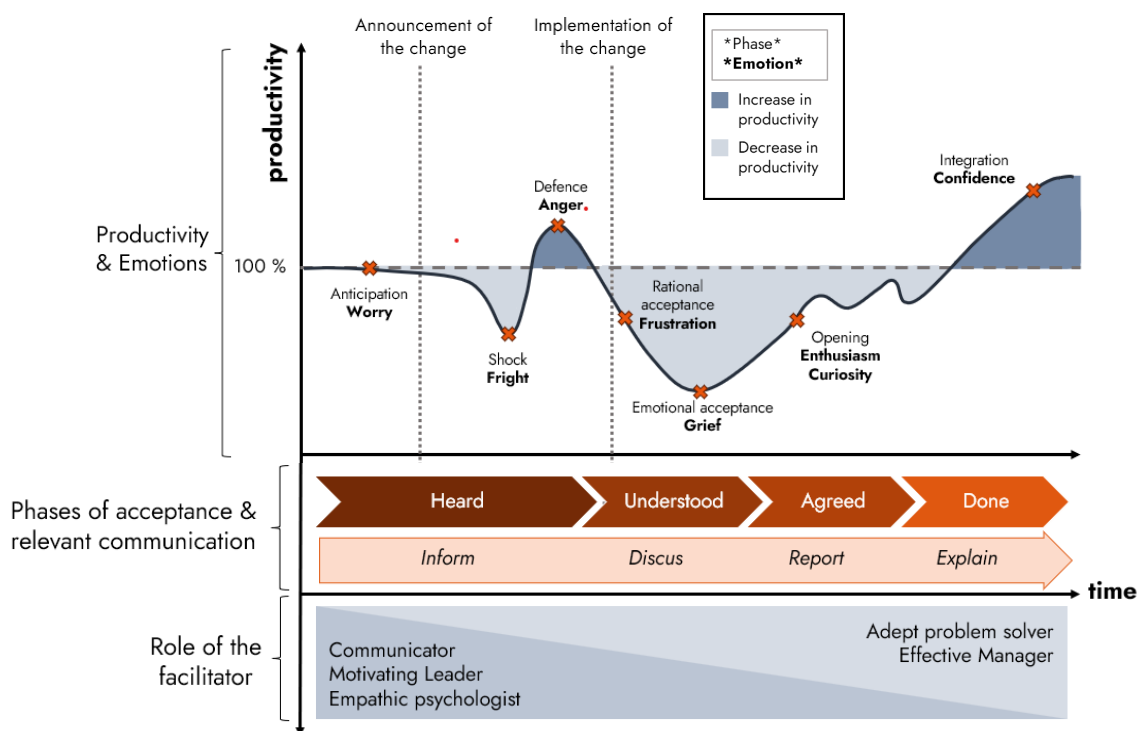 Announcement of
the change
Implementation of
the change
*Phase*
*Emotion*
Increase in
productivity
Decrease in
productivity
productivity
Integration
Confidence
Defence
Anger
Productivity
& Emotions
100 %
Anticipation
Worry
Rational
acceptance
Frustration
Shock
Fright
Opening
Enthusiasm
Curiosity
Emotional acceptance
Grief
Phases of acceptance &
relevant communication
Heard
Understood
Agreed
Done
Inform
Discus
Report
Explain
time
Role of the
facilitator
Communicator
Motivating Leader
Empathic psychologist
Adept problem solver
Effective Manager